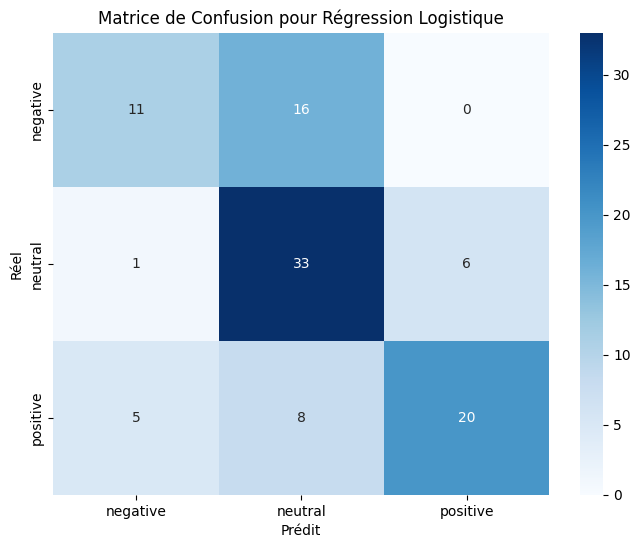 Matrice de Confusion pour Régression Logistique
negative
11
16
0
30
25
Réel
neutral
1
33
6
20
15
10
positive
5
8
20
5
0
negative
neutral
positive
Prédit